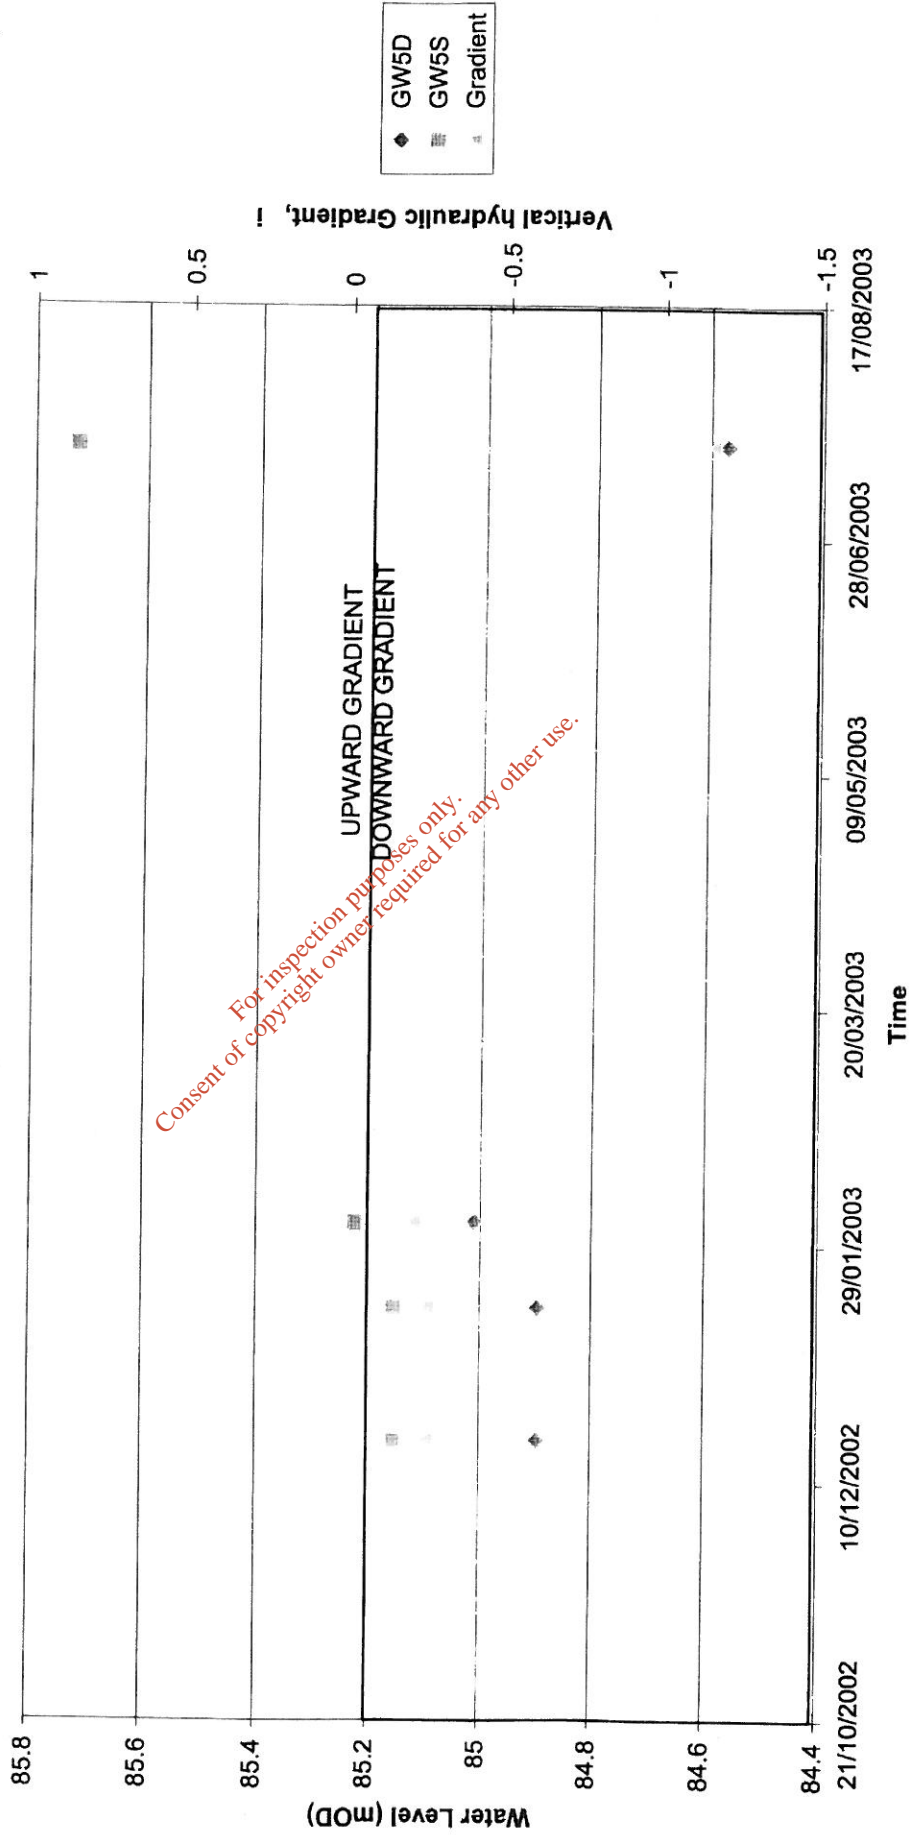 85.8
85.6
85.4
85.2
85
84.8
84.6
84.4
Water Level (mOD)
21/10/2002
10/12/2002
29/01/2003
20/03/2003
09/05/2003
28/06/2003
17/08/2003
Time
UPWARD GRADIENT
DOWNWARD GRADIENT
1
0.5
0
-0.5
-1
-1.5
Vertical hydraulic Gradient, i
GW5D
GW5S
Gradient
For inspection purposes only.
Consent of copyright owner required for any other use.